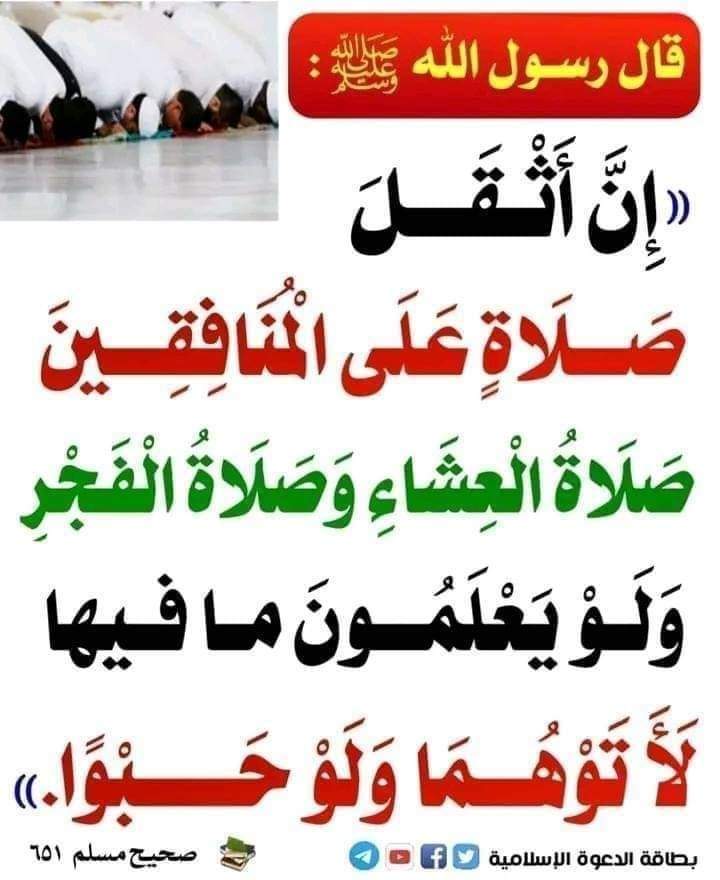 قال رسول الله ﷺ :
«إِنَّ أَثْقَلَ
صَلَاةٍ عَلَى الْمُنَافِقِينَ
صَلَاةُ الْعِشَاءِ وَصَلَاةُ الْفَجْرِ
وَلَوْ يَعْلَمُونَ ما فيها
لَأَتَوْهُمَا وَلَوْ حَبْوًا.»
بطاقة الدعوة الإسلامية صحيح مسلم ٦٥١